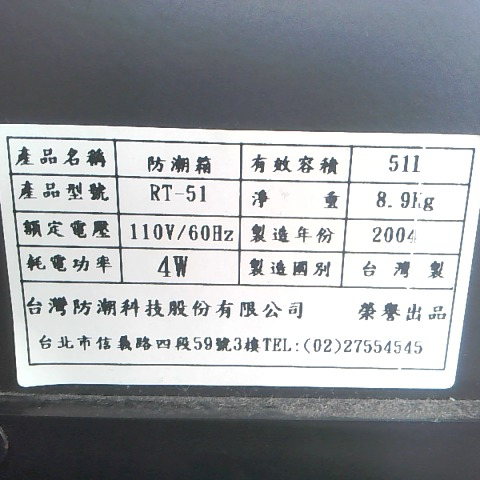 產品名稱 防潮箱 有效容積 51l
產品型號 RT-51 淨重 8.9Kg
額定電壓 110V/60Hz 製造年份 2004
耗電功率 4W 製造國別 台灣製
台灣防潮科技股份有限公司 榮譽出品
台北市信義路四段59號3樓TEL:(02)27554545